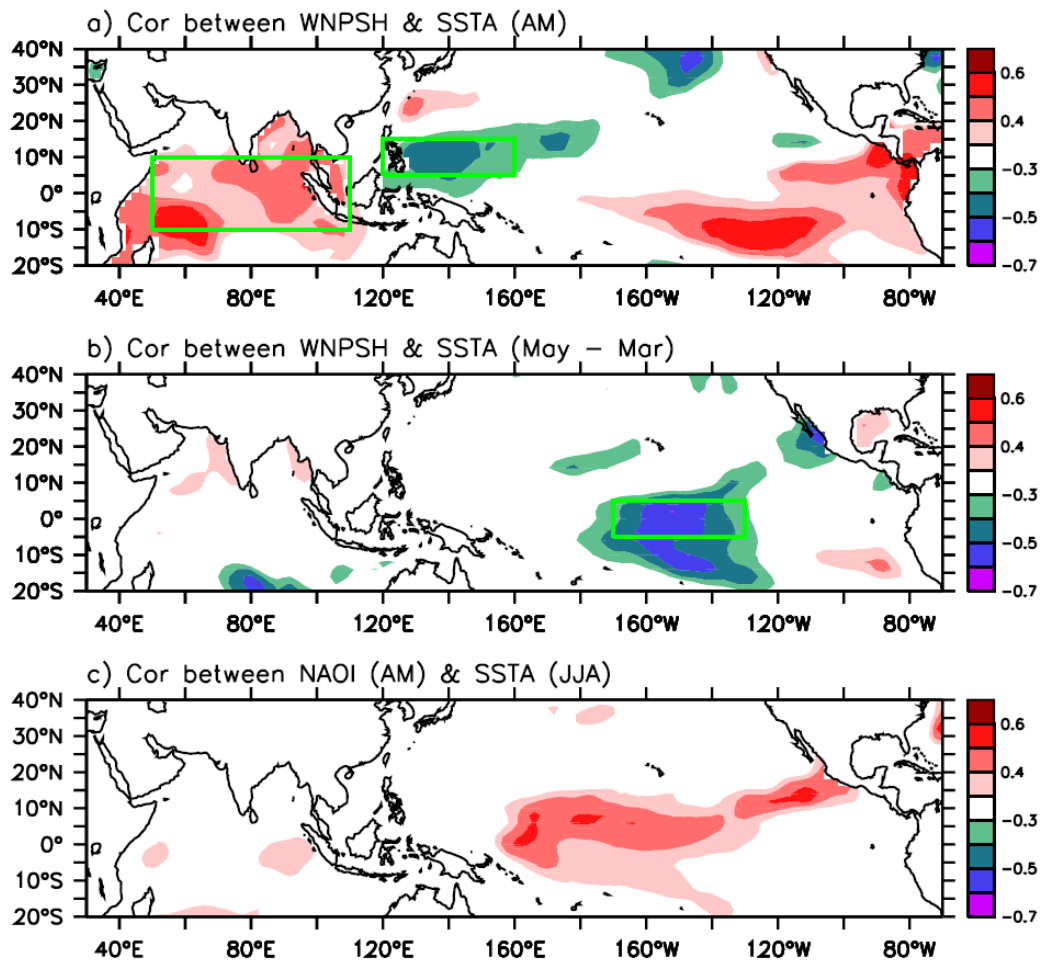 a) Cor between WNPSH & SSTA (AM)
40°N
30°N
20°N
10°N
0°
10°S
20°S
40°E 80°E 120°E 160°E 160°W 120°W 80°W
0.6
0.4
-0.3
-0.5
-0.7
b) Cor between WNPSH & SSTA (May - Mar)
40°N
30°N
20°N
10°N
0°
10°S
20°S
40°E 80°E 120°E 160°E 160°W 120°W 80°W
0.6
0.4
-0.3
-0.5
-0.7
c) Cor between NAOI (AM) & SSTA (JJA)
40°N
30°N
20°N
10°N
0°
10°S
20°S
40°E 80°E 120°E 160°E 160°W 120°W 80°W
0.6
0.4
-0.3
-0.5
-0.7